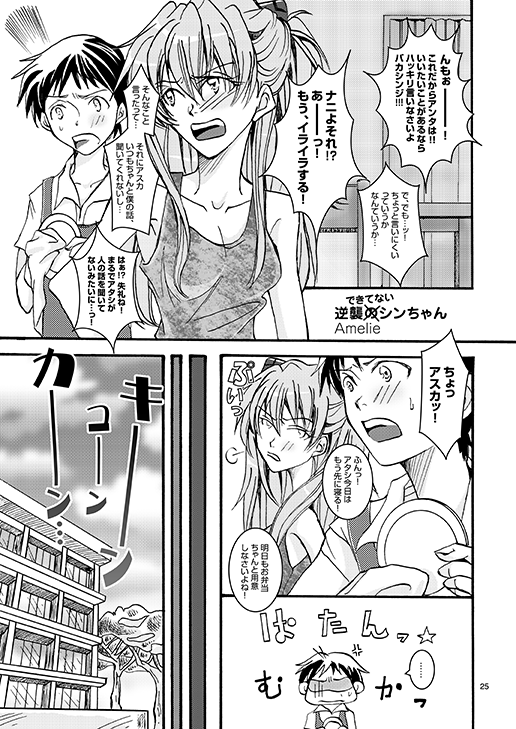 んもぉーーー！
これだからアンタは!!
いいたいことがあるなら
ハッキリ言いなさいよ
バカシンジ!!!
で、でも…ッ！
ちょっと言いにくい
っていうか
なんていうか…
ナニよそれ!?
あーーっ！
もう、イライラする！
そんなこと
言ったって…
それにアスカ
いつもちゃんと僕の話、
聞いてくれないし…
はぁ!?失礼ね！
まるでアタシが
人の話を聞いて
ないみたいに…っ！
できてない
逆襲のシンちゃん
Amelie
ちょっ
アスカッ！
ぷいっ
ふんっ！
アタシ今日は
もう先に寝る！
明日もお弁当
ちゃんと用意
しなさいよね！
ばたんッ☆
……
むかっ
キーン
コーン
カーン…
25